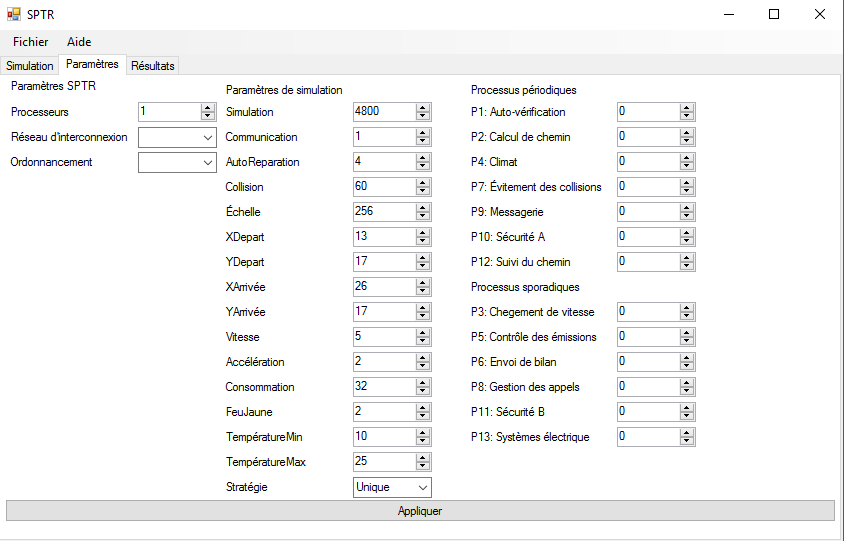 SPTR
Fichier Aide
Simulation Paramètres Résultats
Paramètres SPTR
Processeurs 1
Réseau d'interconnexion
Ordonnancement
Paramètres de simulation
Simulation 4800
Communication 1
AutoReparation 4
Collision 60
Échelle 256
XDepart 13
YDepart 17
XArrivée 26
YArrivée 17
Vitesse 5
Accélération 2
Consommation 32
FeuJaune 2
TempératureMin 10
TempératureMax 25
Stratégie Unique
Processus périodiques
P1: Auto-vérification 0
P2: Calcul de chemin 0
P4: Climat 0
P7: Évitement des collisions 0
P9: Messagerie 0
P10: Sécurité A 0
P12: Suivi du chemin 0
Processus sporadiques
P3: Chegement de vitesse 0
P5: Contrôle des émissions 0
P6: Envoi de bilan 0
P8: Gestion des appels 0
P11: Sécurité B 0
P13: Systèmes électrique 0
Appliquer